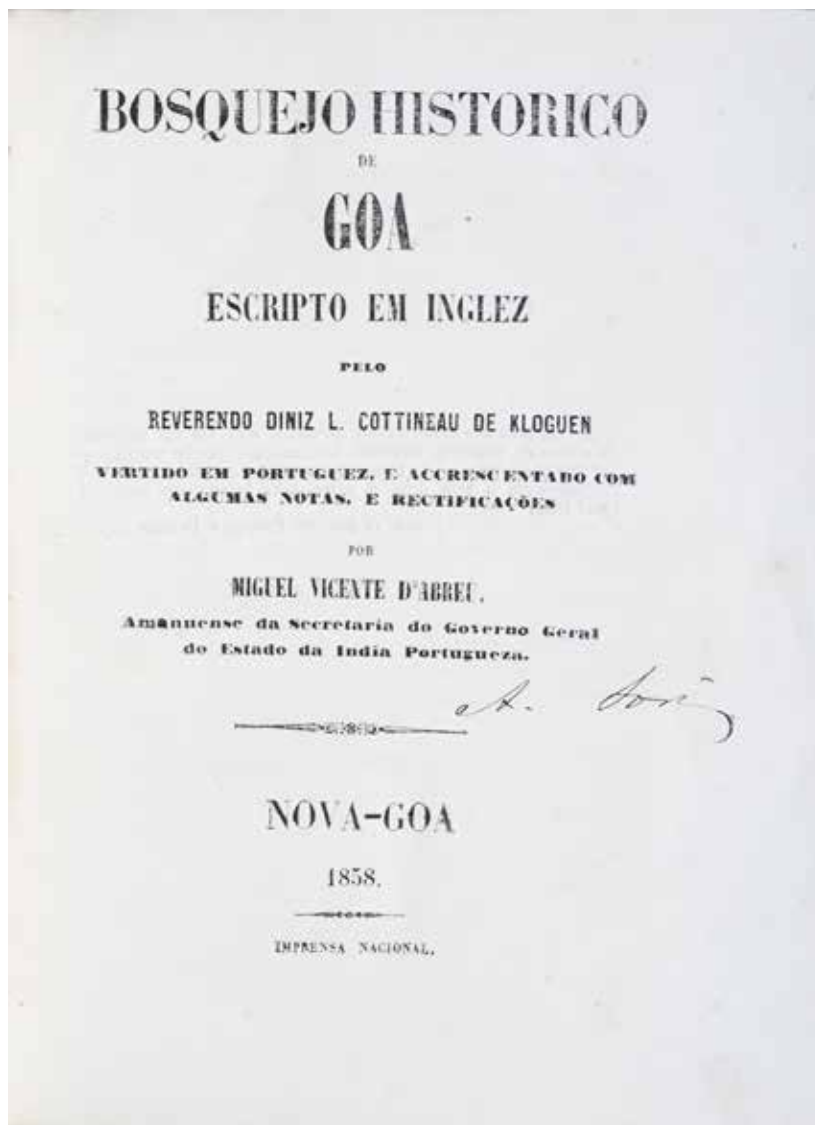 BOSQUEJO HISTORICO
DE
GOA
ESCRIPTO EM INGLEZ
PELO
REVERENDO DINIZ L. COTTINEAU DE KLOGUEN
VERTIDO EM PORTUGUEZ, E ACCRESCENTADO COM
ALGUMAS NOTAS, E RECTIFICAÇÕES
POR
MIGUEL VICENTE D'ABREU,
Amanuense da Secretaria do Governo Geral
do Estado da India Portugueza.
A.
NOVA-GOA
1858.
IMPRENSA NACIONAL.